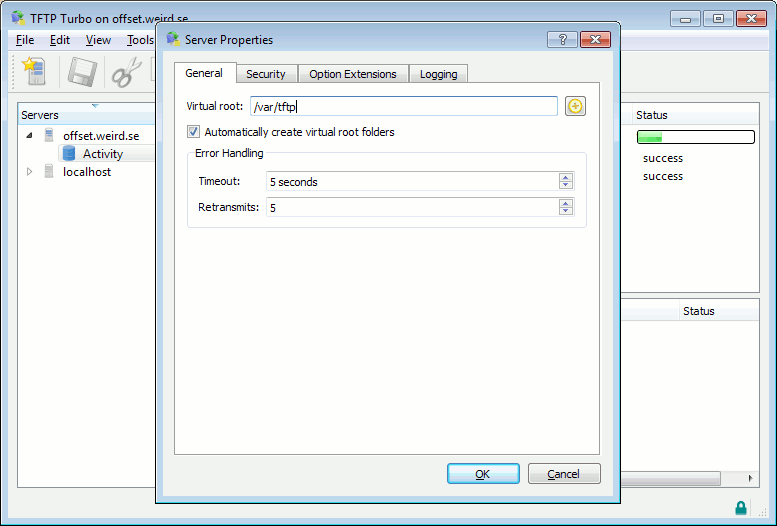 TFTP Turbo on offset.weird.se
File Edit View Tools
Servers
offset.weird.se
Activity
localhost
Server Properties
?
General Security Option Extensions Logging
Virtual root: /var/tftp
Automatically create virtual root folders
Error Handling
Timeout: 5 seconds
Retransmits: 5
OK Cancel
Status
success
success
Status